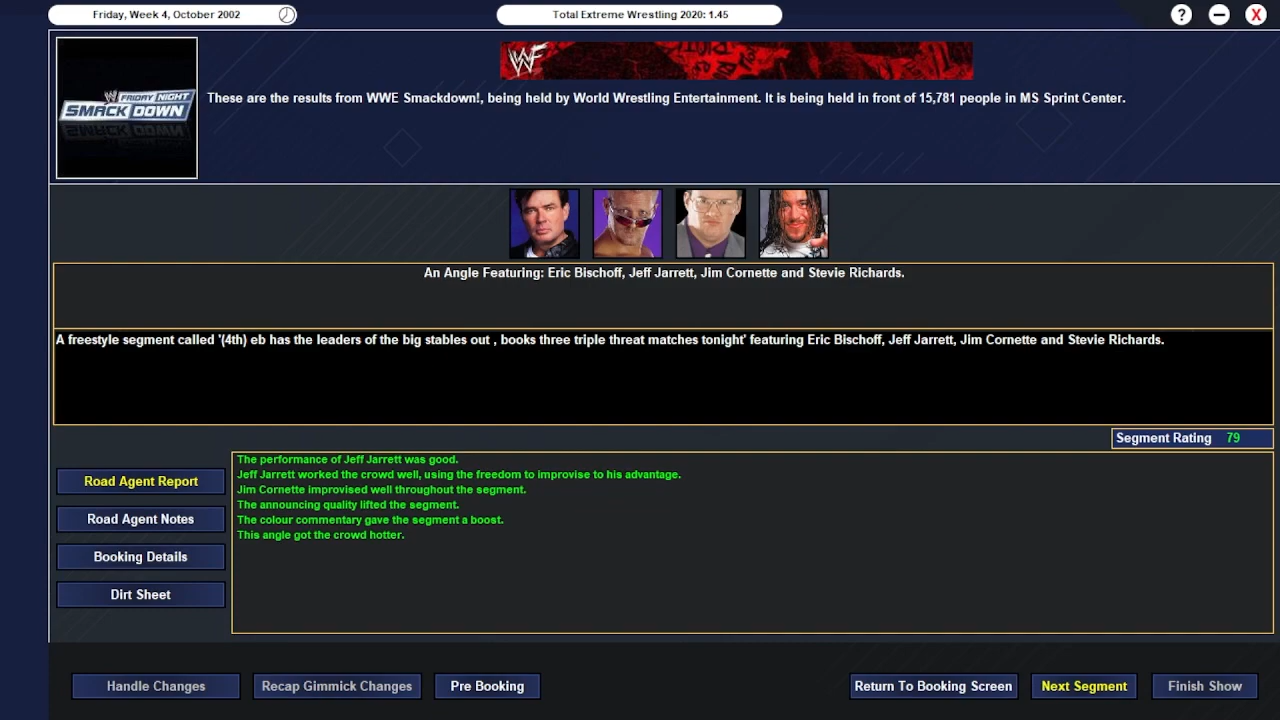 Friday, Week 4, October 2002
Total Extreme Wrestling 2020: 1.45
?
X
FRIDAY NIGHT
SMACK DOWN
These are the results from WWE Smackdown!, being held by World Wrestling Entertainment. It is being held in front of 15,781 people in MS Sprint Center.
An Angle Featuring: Eric Bischoff, Jeff Jarrett, Jim Cornette and Stevie Richards.
A freestyle segment called '(4th) eb has the leaders of the big stables out , books three triple threat matches tonight' featuring Eric Bischoff, Jeff Jarrett, Jim Cornette and Stevie Richards.
Segment Rating 79
Road Agent Report
Road Agent Notes
Booking Details
Dirt Sheet
The performance of Jeff Jarrett was good.
Jeff Jarrett worked the crowd well, using the freedom to improvise to his advantage.
Jim Cornette improvised well throughout the segment.
The announcing quality lifted the segment.
The colour commentary gave the segment a boost.
This angle got the crowd hotter.
Handle Changes
Recap Gimmick Changes
Pre Booking
Return To Booking Screen
Next Segment
Finish Show